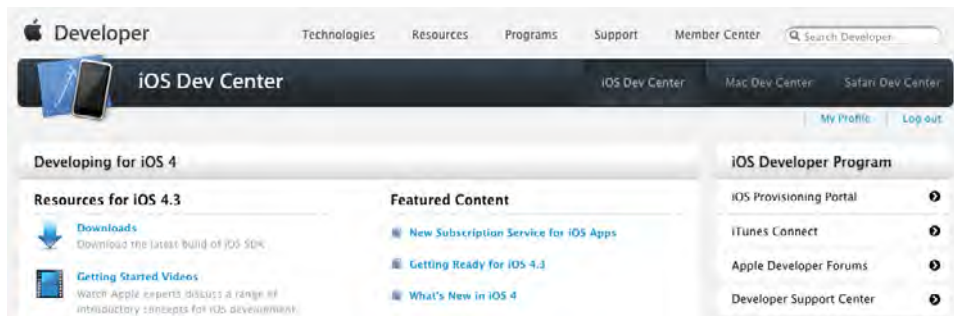 Developer
Technologies Resources Programs Support Member Center Search Developer
iOS Dev Center
iOS Dev Center Mac Dev Center Safari Dev Center
My Profile Log out
Developing for iOS 4
Resources for iOS 4.3
Downloads
Download the latest build of iOS SDK.
Getting Started Videos
Watch Apple experts discuss a range of
introductory concepts for iOS development.
Featured Content
New Subscription Service for iOS Apps
Getting Ready for iOS 4.3
What's New in iOS 4
iOS Developer Program
iOS Provisioning Portal
iTunes Connect
Apple Developer Forums
Developer Support Center